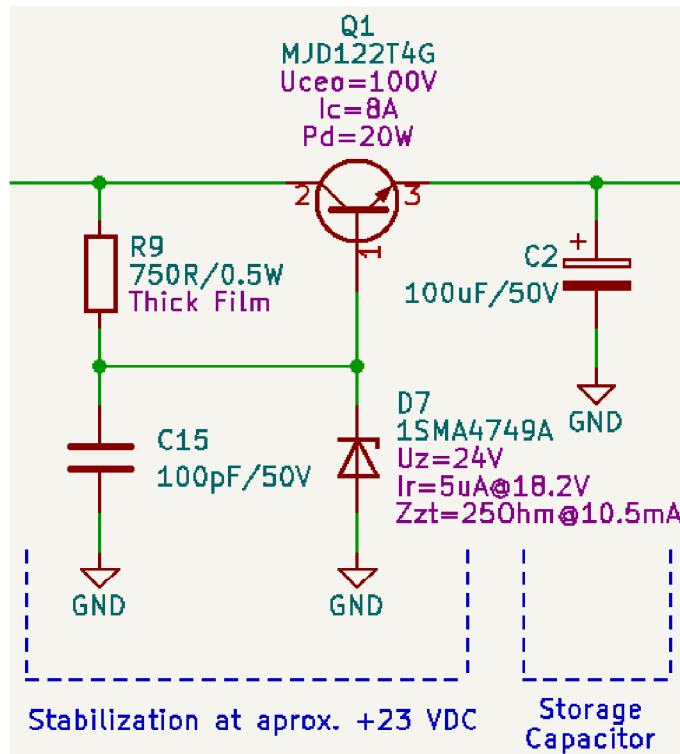 Q1
MJD122T4G
Uceo=100V
Ic=8A
Pd=20W
2
3
1
R9
750R/0.5W
Thick Film
C2
100uF/50V
GND
C15
100pF/50V
D7
1SMA4749A
Uz=24V
Ir=5uA@18.2V
Zzt=25Ohm@10.5mA
GND
GND
Stabilization at aprox. +23 VDC
Storage
Capacitor